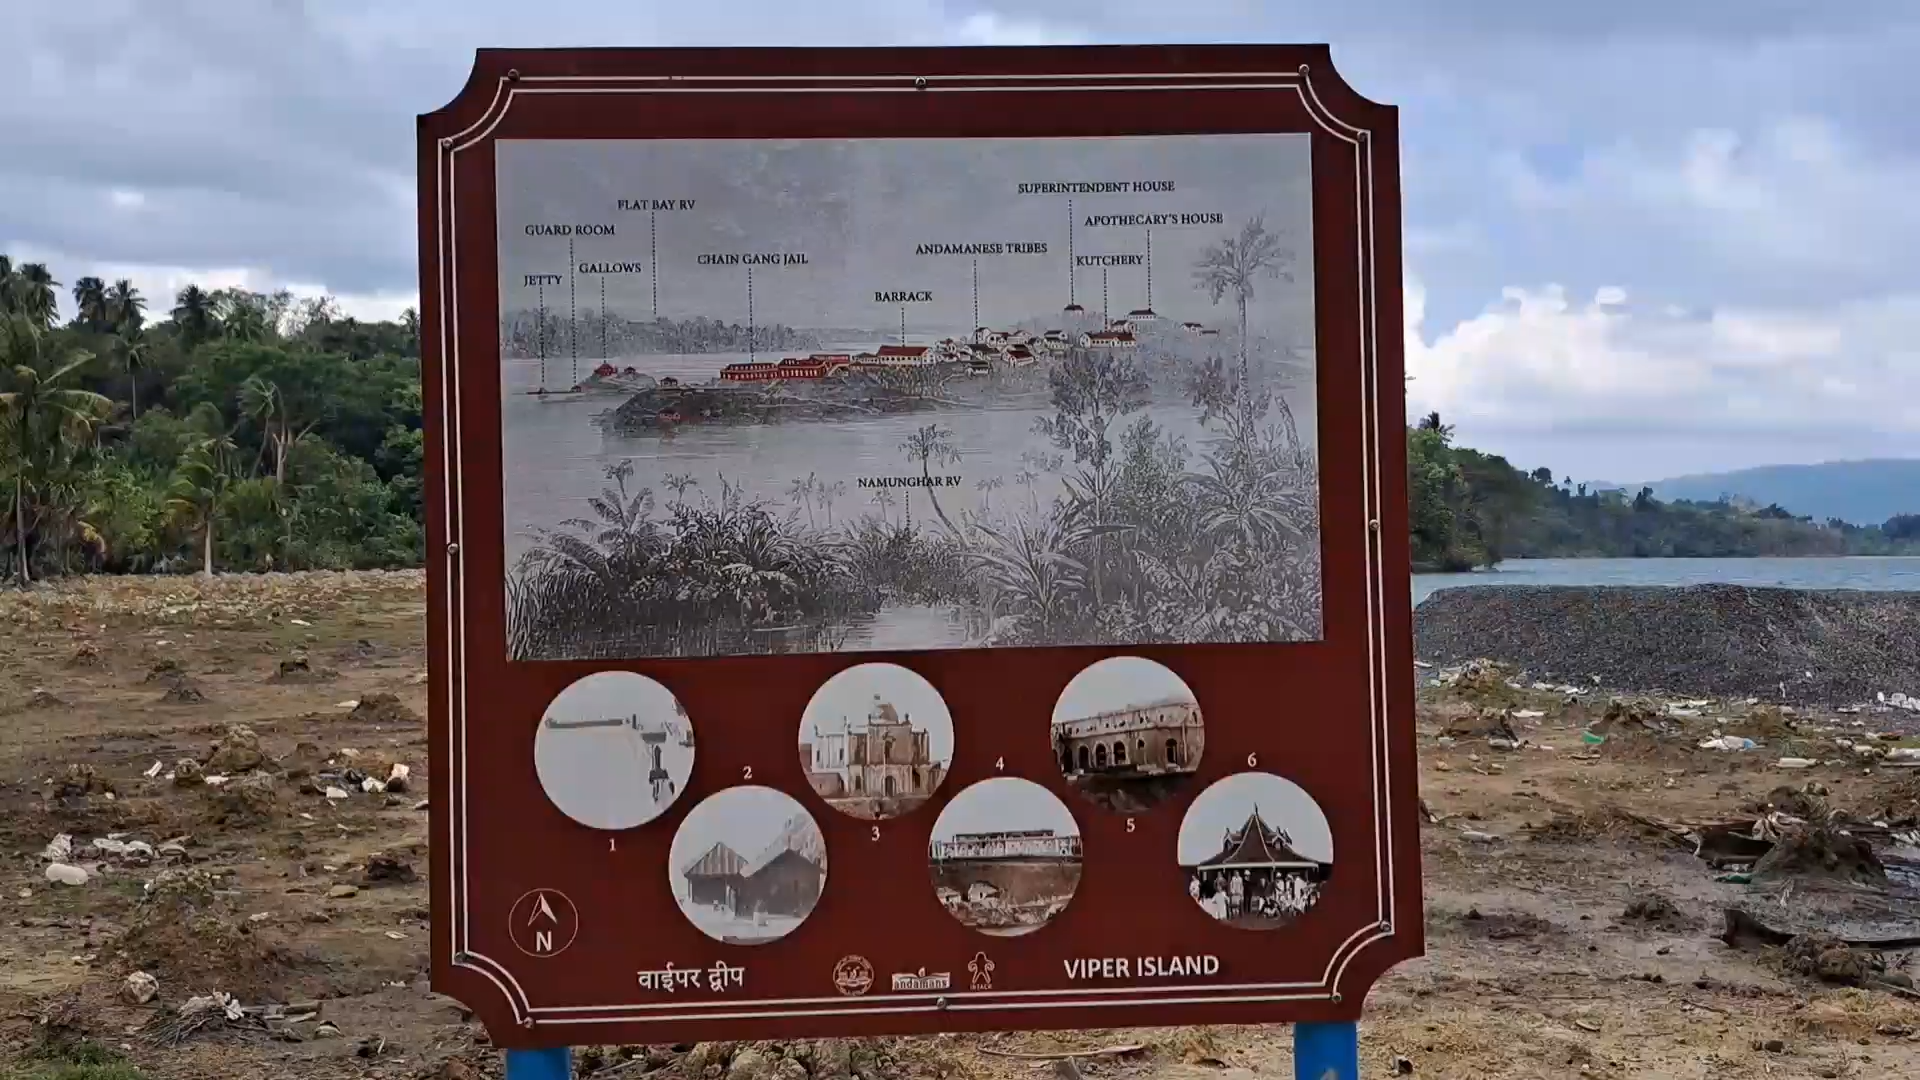 SUPERINTENDENT HOUSE
FLAT BAY RV
APOTHECARY'S HOUSE
GUARD ROOM
ANDAMANESE TRIBES
CHAIN GANG JAIL
KUTCHERY
GALLOWS
JETTY
BARRACK
NAMUNGHAR RV
1
2
3
4
5
6
N
वाईपर द्वीप
andamans
INTACH
VIPER ISLAND